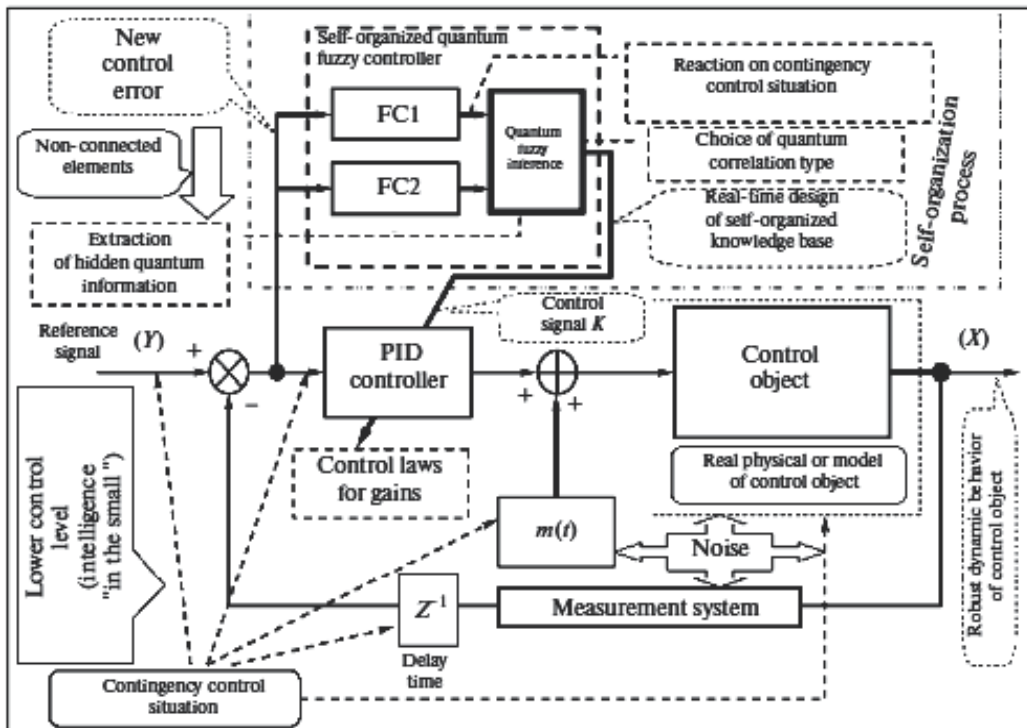 New
control
error
Self-organized quantum
fuzzy controller
FC1
FC2
Quantum
fuzzy
inference
Reaction on contingency
control situation
Choice of quantum
correlation type
Real-time design
of self-organized
knowledge base
Self-organization
process
Non-connected
elements
Extraction
of hidden quantum
information
Reference
signal
(Y)
+
−
PID
controller
Control
signal K
+
+
Control
object
(X)
Control laws
for gains
Real physical or model
of control object
m(t)
Noise
Lower control
level
(intelligence
"in the small")
Z⁻¹
Measurement system
Delay
time
Contingency control
situation
Robust dynamic behavior
of control object